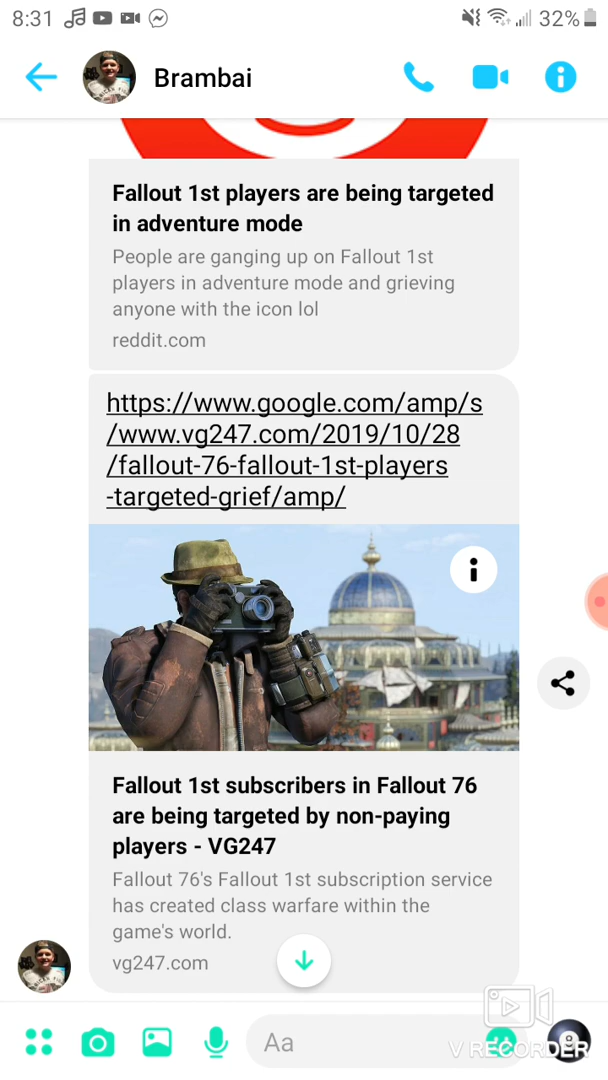 8:31
32%
Brambai
Fallout 1st players are being targeted
in adventure mode
People are ganging up on Fallout 1st
players in adventure mode and grieving
anyone with the icon lol
reddit.com
https://www.google.com/amp/s
/www.vg247.com/2019/10/28
/fallout-76-fallout-1st-players
-targeted-grief/amp/
Fallout 1st subscribers in Fallout 76
are being targeted by non-paying
players - VG247
Fallout 76's Fallout 1st subscription service
has created class warfare within the
game's world.
vg247.com
Aa
V RECORDER